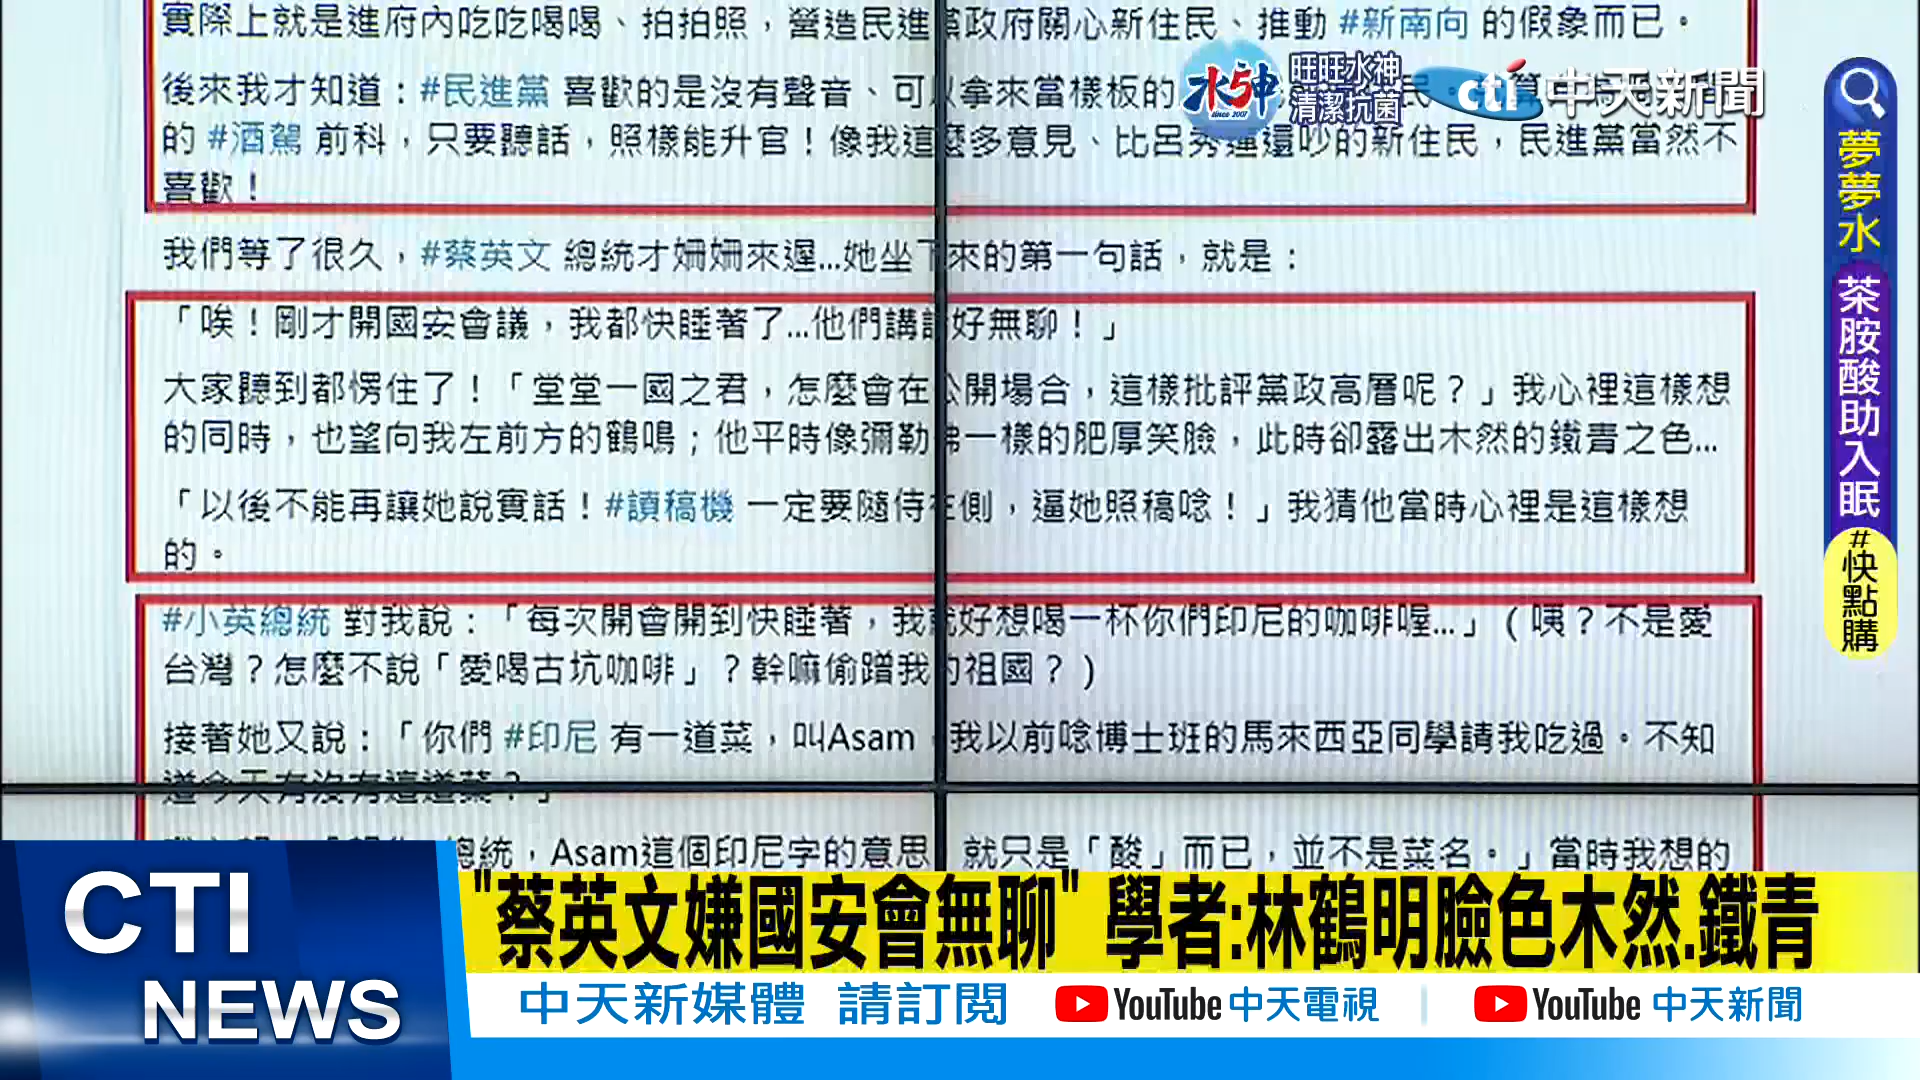 實際上就是進府內吃吃喝喝、拍拍照，營造民進黨政府關心新住民、推動 #新南向 的假象而已。
後來我才知道：#民進黨 喜歡的是沒有聲音、可以拿來當樣板的
的 #酒駕 前科，只要聽話，照樣能升官！像我這麼多意見、比呂秀蓮還吵的新住民，民進黨當然不
喜歡！
我們等了很久，#蔡英文 總統才姍姍來遲...她坐下來的第一句話，就是：
「唉！剛才開國安會議，我都快睡著了...他們講話好無聊！」
大家聽到都愣住了！「堂堂一國之君，怎麼會在公開場合，這樣批評黨政高層呢？」我心裡這樣想
的同時，也望向我左前方的鶴鳴；他平時像彌勒佛一樣的肥厚笑臉，此時卻露出木然的鐵青之色...
「以後不能再讓她說實話！#讀稿機 一定要隨侍在側，逼她照稿唸！」我猜他當時心裡是這樣想
的。
#小英總統 對我說：「每次開會開到快睡著，我就好想喝一杯你們印尼的咖啡喔...」（咦？不是愛
台灣？怎麼不說「愛喝古坑咖啡」？幹嘛偷蹭我的祖國？）
接著她又說：「你們 #印尼 有一道菜，叫Asam，我以前唸博士班的馬來西亞同學請我吃過。不知
道今天有沒有這道菜？」
總統，Asam這個印尼字的意思，就只是「酸」而已，並不是菜名。」當時我想的
水神
since 2007
旺旺水神
清潔抗菌
cti 中天新聞
夢夢水
茶胺酸助入眠
#快點購
CTI
NEWS
"蔡英文嫌國安會無聊" 學者:林鶴明臉色木然.鐵青
中天新媒體 請訂閱 YouTube 中天電視 | YouTube 中天新聞